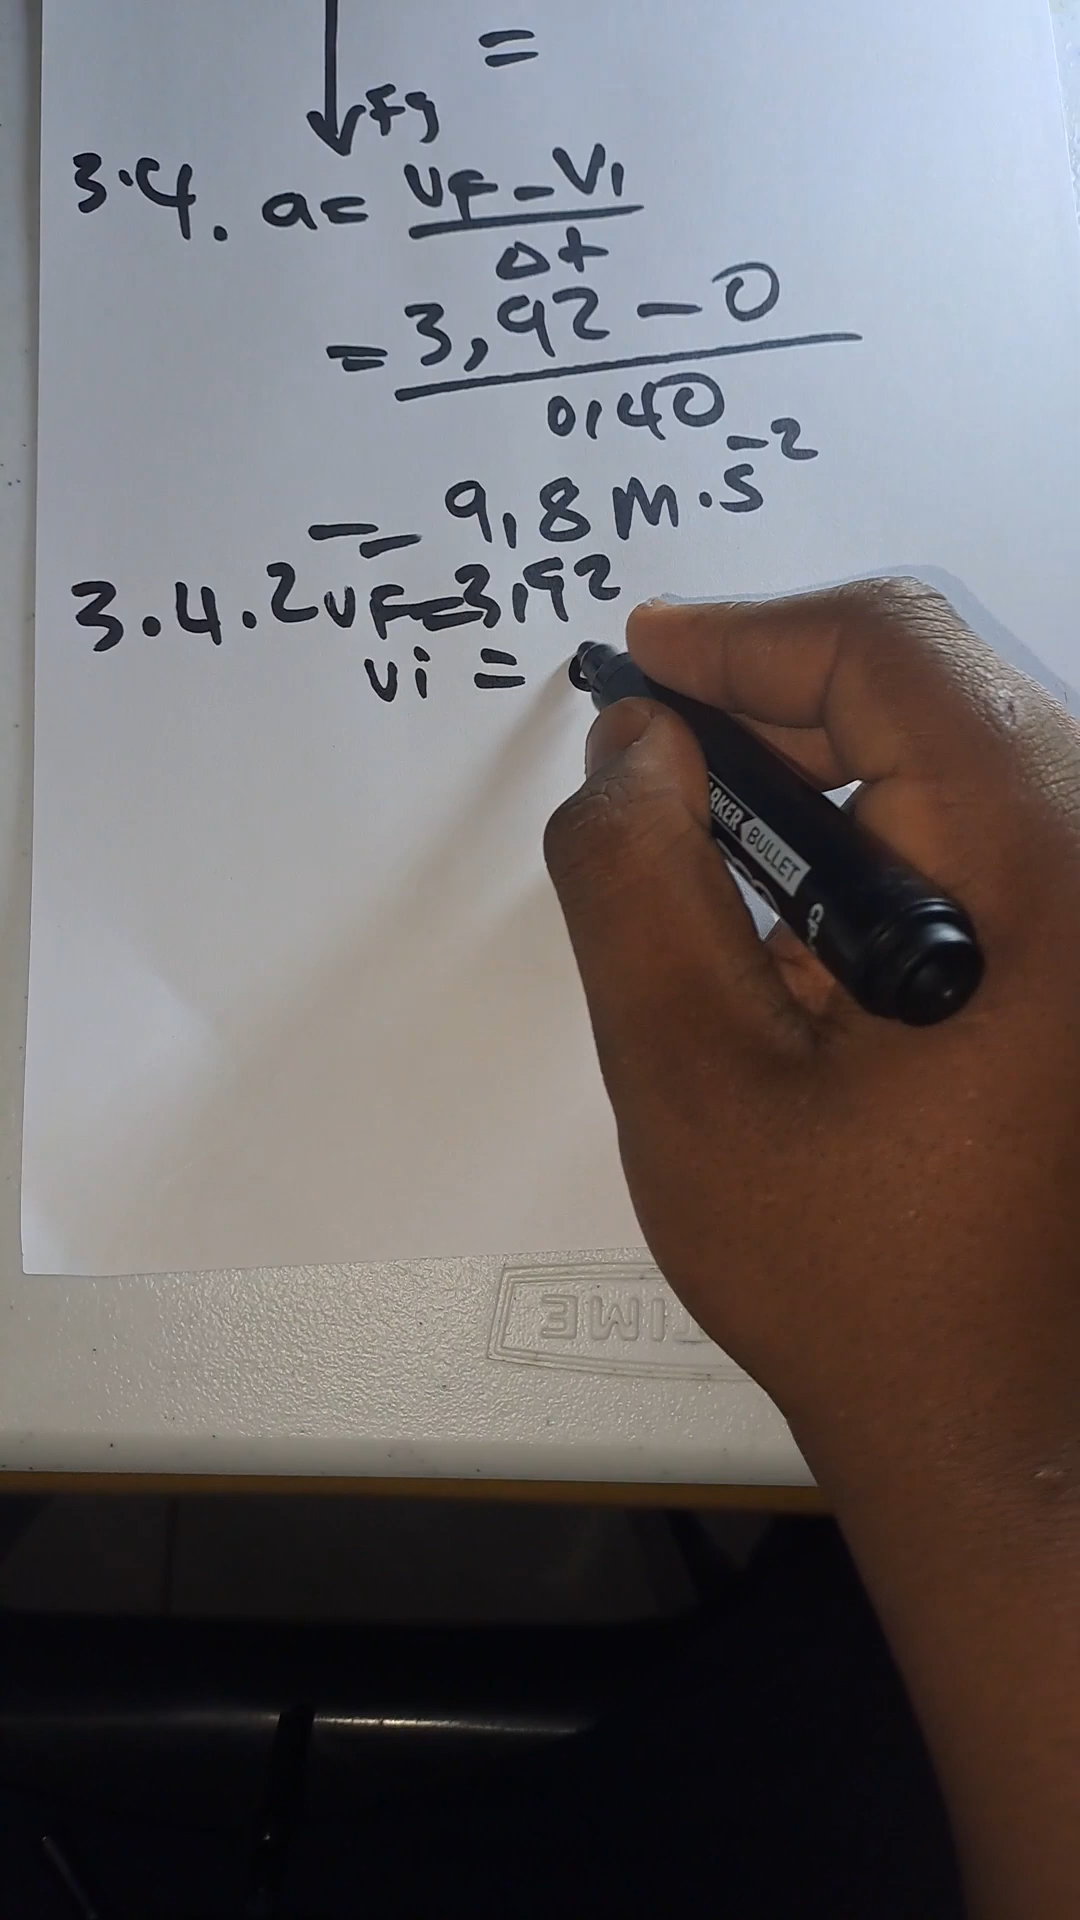 =
Fg
3.4. a= vf - vi
Δt
= 3,92 - 0
0,40
= 9,8 m.s-2
3.4.2 vf=3,92
vi =
BULLET